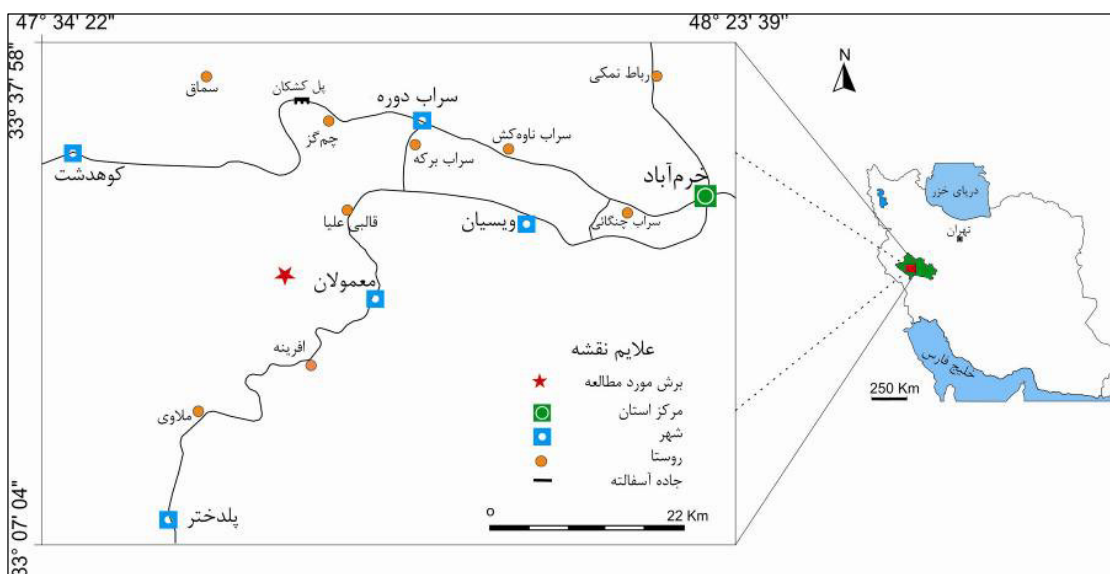 47° 34' 22"
48° 23' 39"
33° 37' 58"
33° 07' 04"
رباط نمکی
سماق
پل کشکان
سراب دوره
چم‌گز
سراب ناوه‌کش
سراب برکه
کوهدشت
خرم‌آباد
قالبی علیا
ویسیان
سراب چنگائی
معمولان
افرینه
ملاوی
پلدختر
علایم نقشه
برش مورد مطالعه
مرکز استان
شهر
روستا
جاده آسفالته
0
22 Km
N
دریای خزر
تهران
خلیج فارس
250 Km